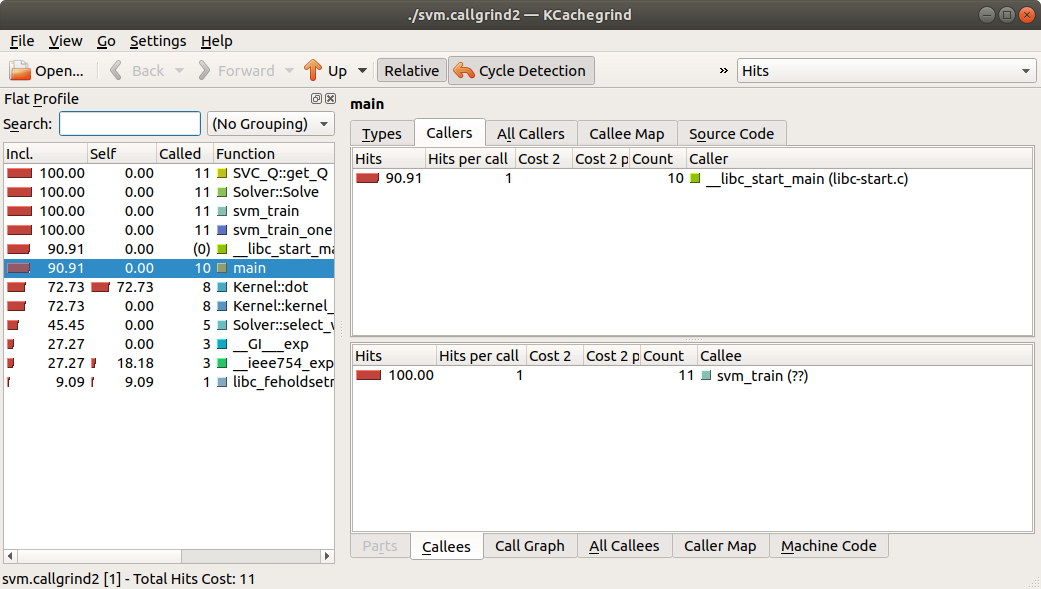 ./svm.callgrind2 — KCachegrind
File View Go Settings Help
Open... Back Forward Up Relative Cycle Detection » Hits
Flat Profile
Search: (No Grouping)
Incl. Self Called Function
100.00 0.00 11 SVC_Q::get_Q
100.00 0.00 11 Solver::Solve
100.00 0.00 11 svm_train
100.00 0.00 11 svm_train_one
90.91 0.00 (0) __libc_start_ma
90.91 0.00 10 main
72.73 72.73 8 Kernel::dot
72.73 0.00 8 Kernel::kernel_
45.45 0.00 5 Solver::select_w
27.27 0.00 3 __GI___exp
27.27 18.18 3 __ieee754_exp
9.09 9.09 1 libc_feholdsetr
main
Types Callers All Callers Callee Map Source Code
Hits Hits per call Cost 2 Cost 2 p Count Caller
90.91 1 10 __libc_start_main (libc-start.c)
Hits Hits per call Cost 2 Cost 2 p Count Callee
100.00 1 11 svm_train (??)
Parts Callees Call Graph All Callees Caller Map Machine Code
svm.callgrind2 [1] - Total Hits Cost: 11